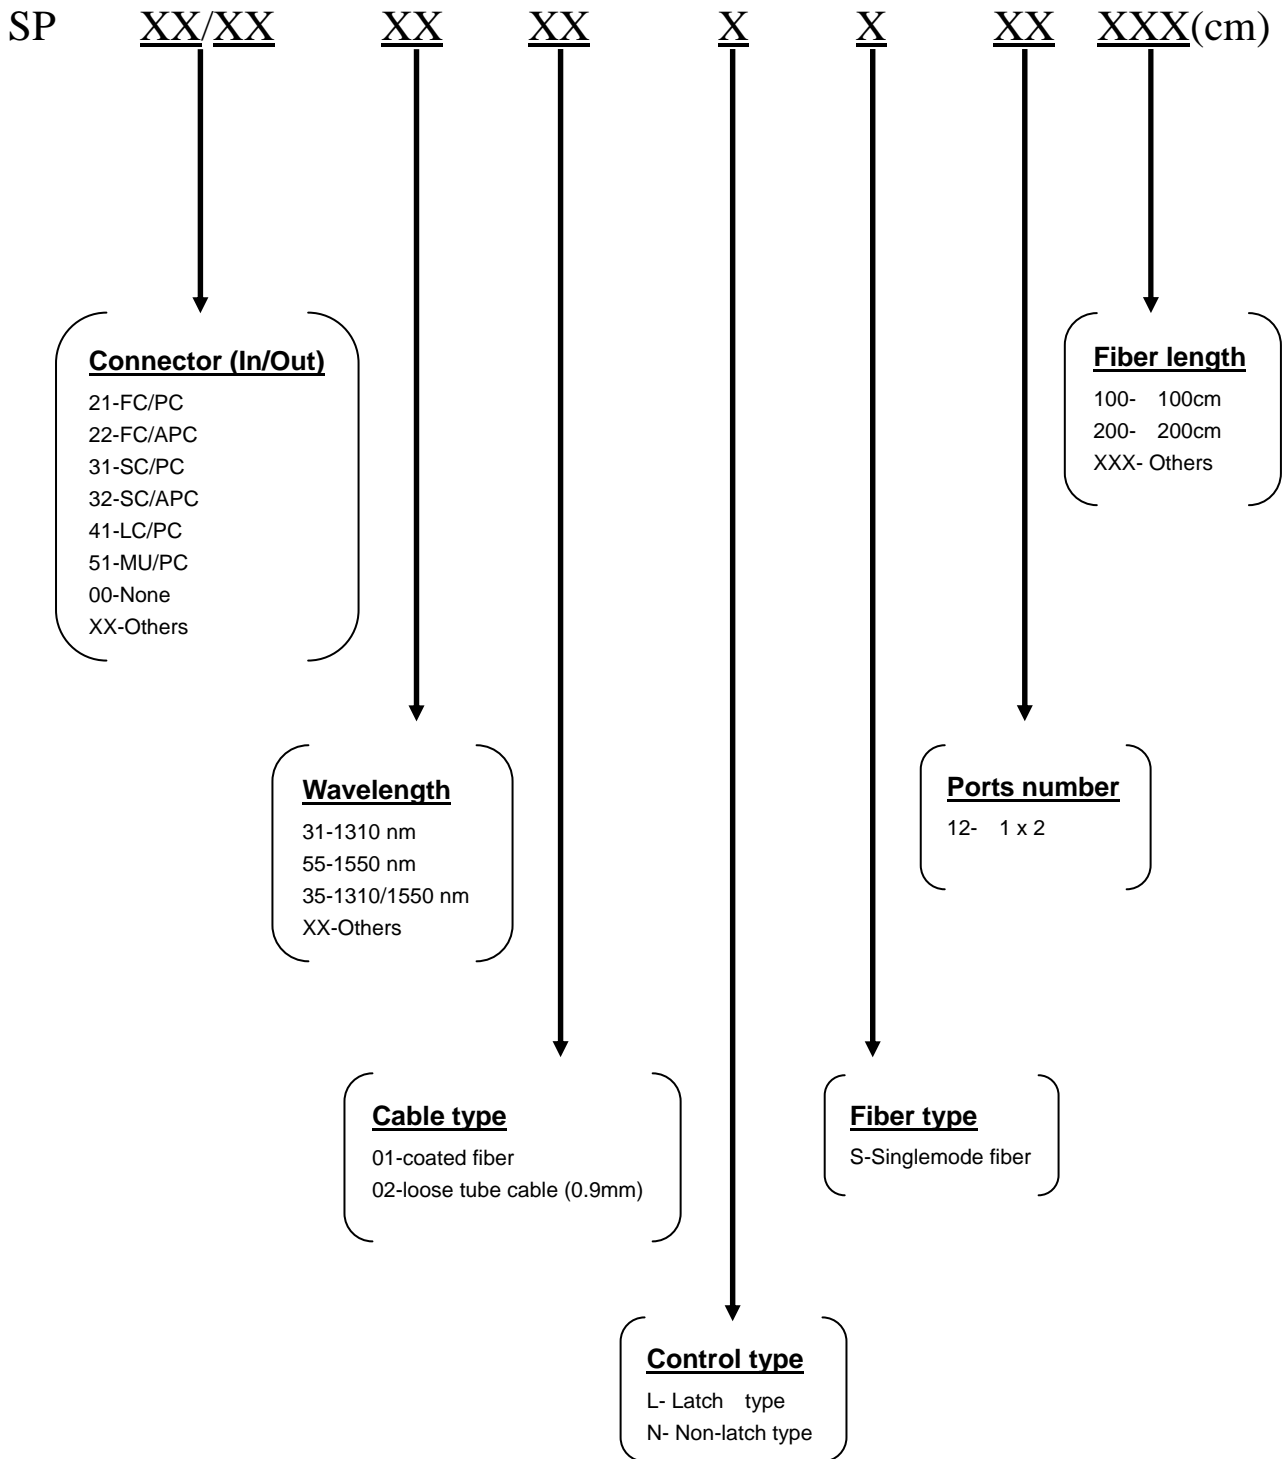 SP XX/XX XX XX X X XX XXX(cm)
Connector (In/Out)
21-FC/PC
22-FC/APC
31-SC/PC
32-SC/APC
41-LC/PC
51-MU/PC
00-None
XX-Others
Fiber length
100- 100cm
200- 200cm
XXX- Others
Wavelength
31-1310 nm
55-1550 nm
35-1310/1550 nm
XX-Others
Ports number
12- 1 x 2
Cable type
01-coated fiber
02-loose tube cable (0.9mm)
Fiber type
S-Singlemode fiber
Control type
L- Latch type
N- Non-latch type